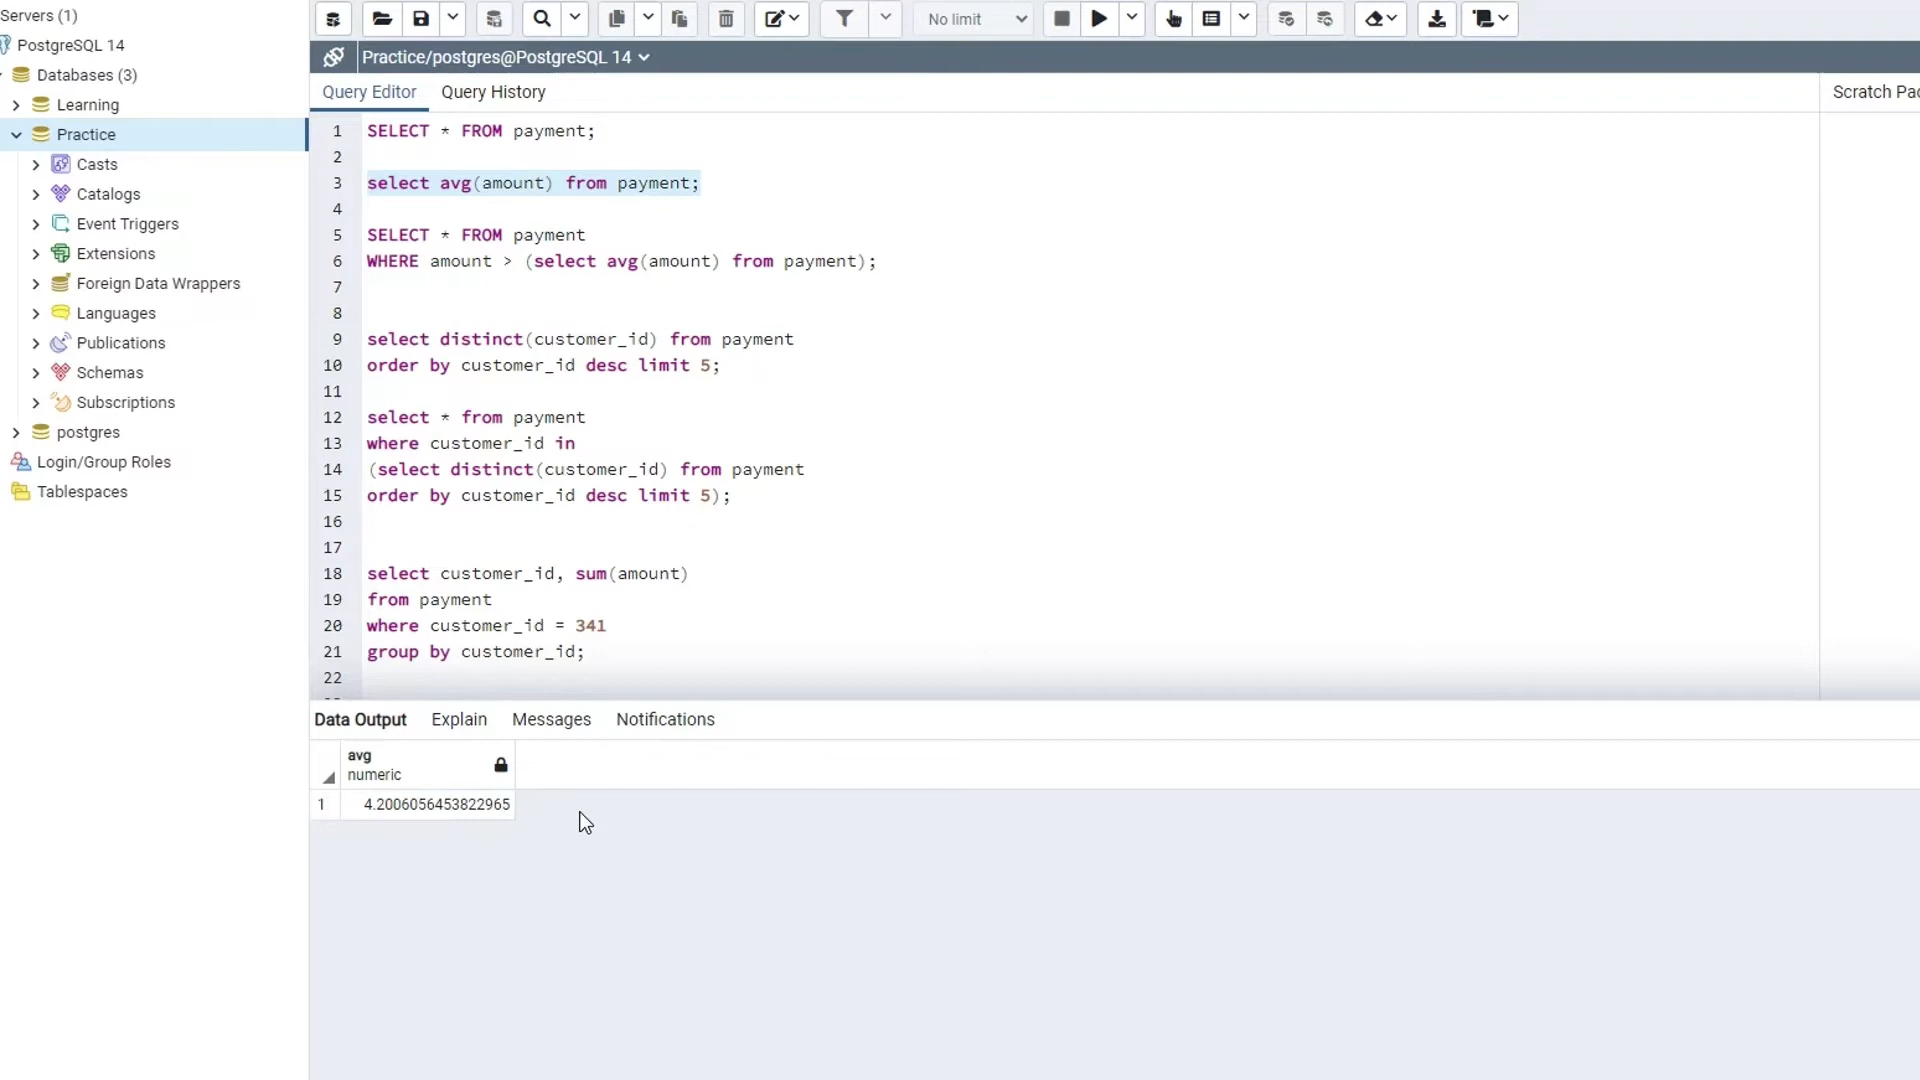 Servers (1)
PostgreSQL 14
Databases (3)
Learning
Practice
Casts
Catalogs
Event Triggers
Extensions
Foreign Data Wrappers
Languages
Publications
Schemas
Subscriptions
postgres
Login/Group Roles
Tablespaces
No limit
Practice/postgres@PostgreSQL 14
Query Editor Query History
Scratch Pad
1 SELECT * FROM payment;
2
3 select avg(amount) from payment;
4
5 SELECT * FROM payment
6 WHERE amount > (select avg(amount) from payment);
7
8
9 select distinct(customer_id) from payment
10 order by customer_id desc limit 5;
11
12 select * from payment
13 where customer_id in
14 (select distinct(customer_id) from payment
15 order by customer_id desc limit 5);
16
17
18 select customer_id, sum(amount)
19 from payment
20 where customer_id = 341
21 group by customer_id;
22
Data Output Explain Messages Notifications
avg
numeric
1 4.2006056453822965